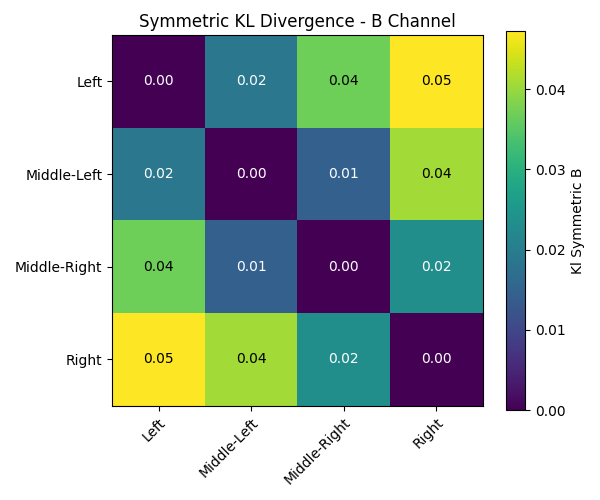 Symmetric KL Divergence - B Channel
Left 0.00 0.02 0.04 0.05
Middle-Left 0.02 0.00 0.01 0.04
Middle-Right 0.04 0.01 0.00 0.02
Right 0.05 0.04 0.02 0.00
Left Middle-Left Middle-Right Right
0.04
0.03
0.02
0.01
0.00
Kl Symmetric B